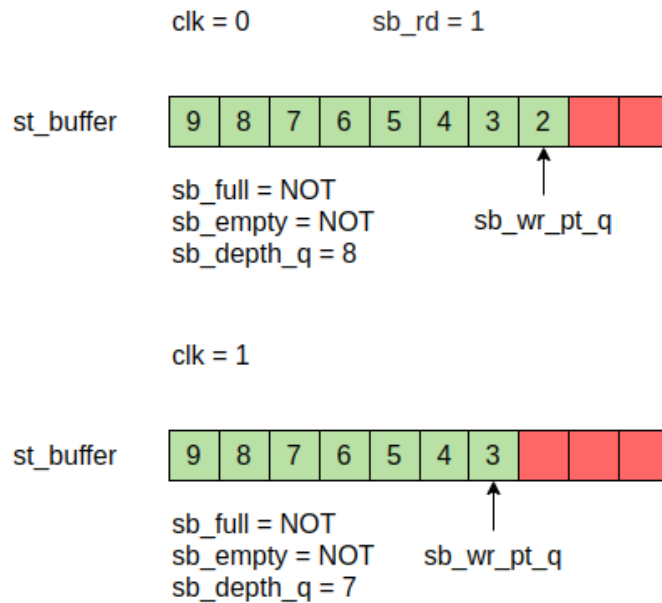 clk = 0 sb_rd = 1
st_buffer 9 8 7 6 5 4 3 2
sb_full = NOT
sb_empty = NOT sb_wr_pt_q
sb_depth_q = 8
clk = 1
st_buffer 9 8 7 6 5 4 3
sb_full = NOT
sb_empty = NOT sb_wr_pt_q
sb_depth_q = 7